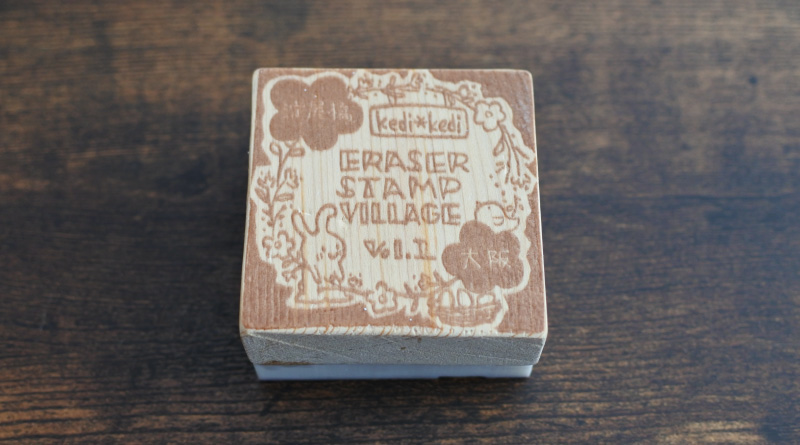 kedi*kedi
ERASER
STAMP
VILLAGE
Vol.1
大阪